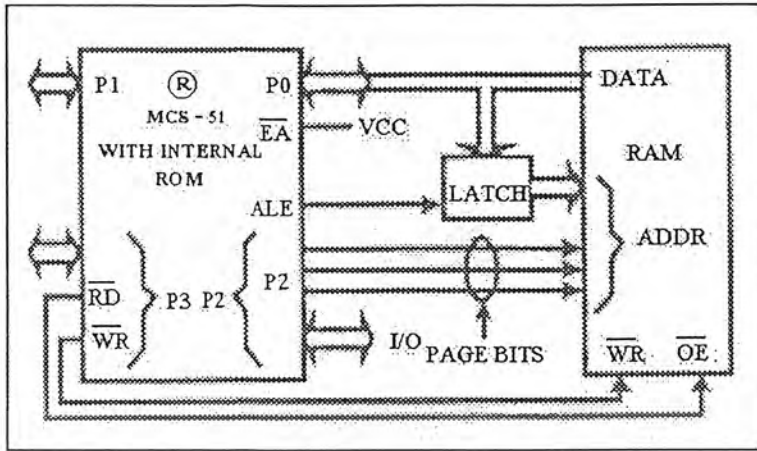 P1
®
P0
MCS-51
EA
VCC
WITH INTERNAL
ROM
DATA
RAM
LATCH
ALE
ADDR
P2
RD
P3
P2
WR
I/O
PAGE BITS
WR
OE